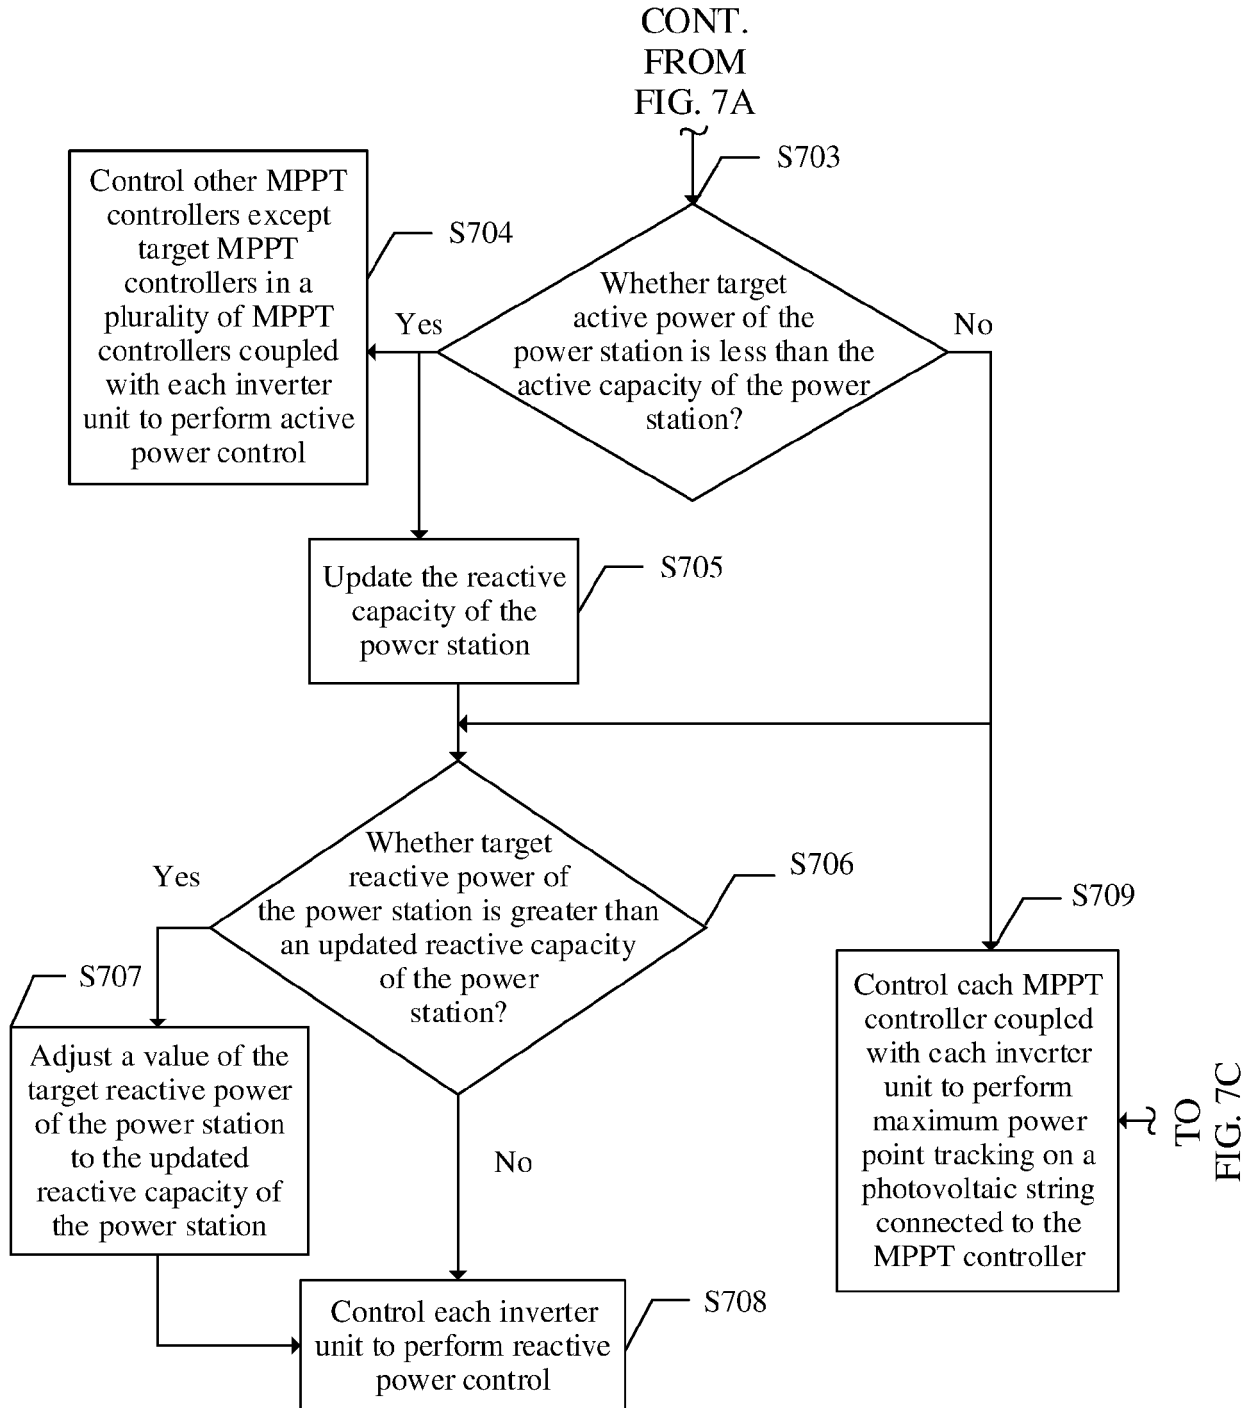 CONT.
FROM
FIG. 7A
S703
Control other MPPT
controllers except
target MPPT
controllers in a
plurality of MPPT
controllers coupled
with each inverter
unit to perform active
power control
S704
Whether target
active power of the
power station is less than the
active capacity of the power
station?
Yes
No
Update the reactive
capacity of the
power station
S705
Whether target
reactive power of
the power station is greater than
an updated reactive capacity
of the power
station?
Yes
S706
No
S707
Adjust a value of the
target reactive power
of the power station
to the updated
reactive capacity of
the power station
S709
Control each MPPT
controller coupled
with each inverter
unit to perform
maximum power
point tracking on a
photovoltaic string
connected to the
MPPT controller
TO
FIG. 7C
Control each inverter
unit to perform reactive
power control
S708